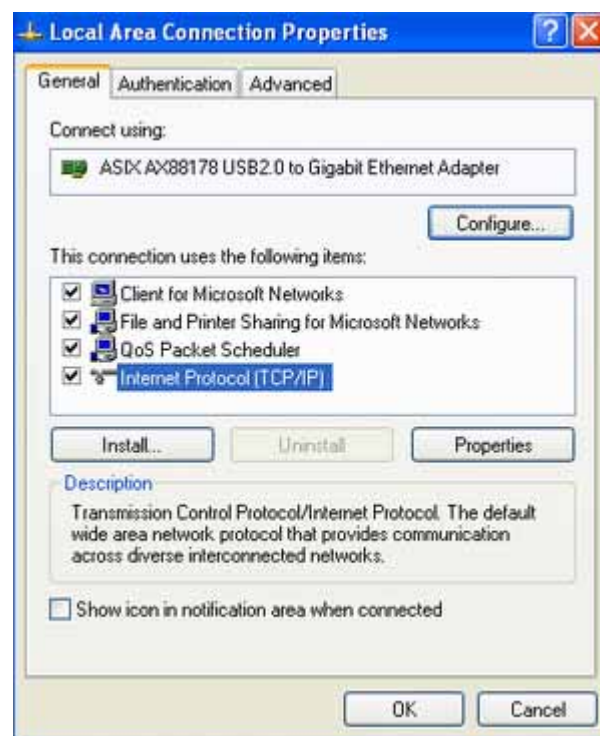 Local Area Connection Properties
General Authentication Advanced
Connect using:
ASIX AX88178 USB2.0 to Gigabit Ethernet Adapter
Configure...
This connection uses the following items:
Client for Microsoft Networks
File and Printer Sharing for Microsoft Networks
QoS Packet Scheduler
Internet Protocol (TCP/IP)
Install... Uninstall Properties
Description
Transmission Control Protocol/Internet Protocol. The default
wide area network protocol that provides communication
across diverse interconnected networks.
Show icon in notification area when connected
OK Cancel